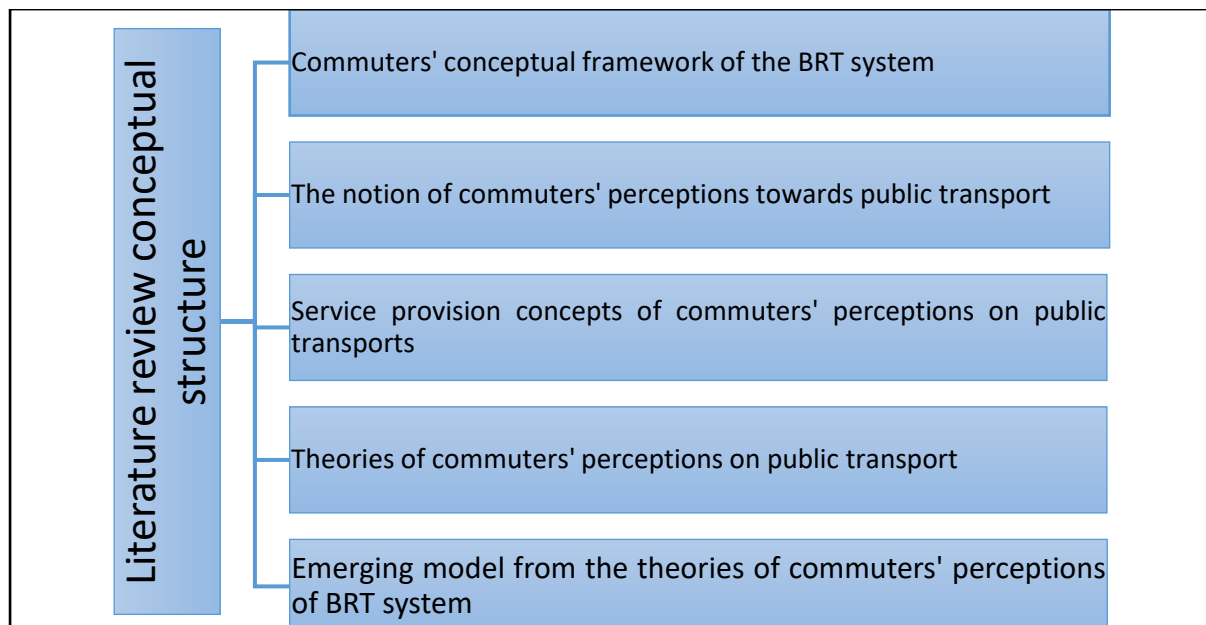 Literature review conceptual
structure
Commuters' conceptual framework of the BRT system
The notion of commuters' perceptions towards public transport
Service provision concepts of commuters' perceptions on public
transports
Theories of commuters' perceptions on public transport
Emerging model from the theories of commuters' perceptions
of BRT system